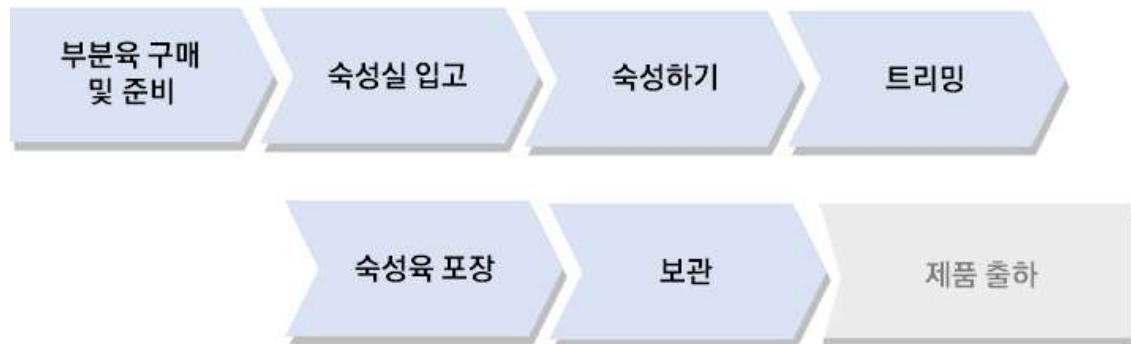 부분육 구매
및 준비
숙성실 입고
숙성하기
트리밍
숙성육 포장
보관
제품 출하